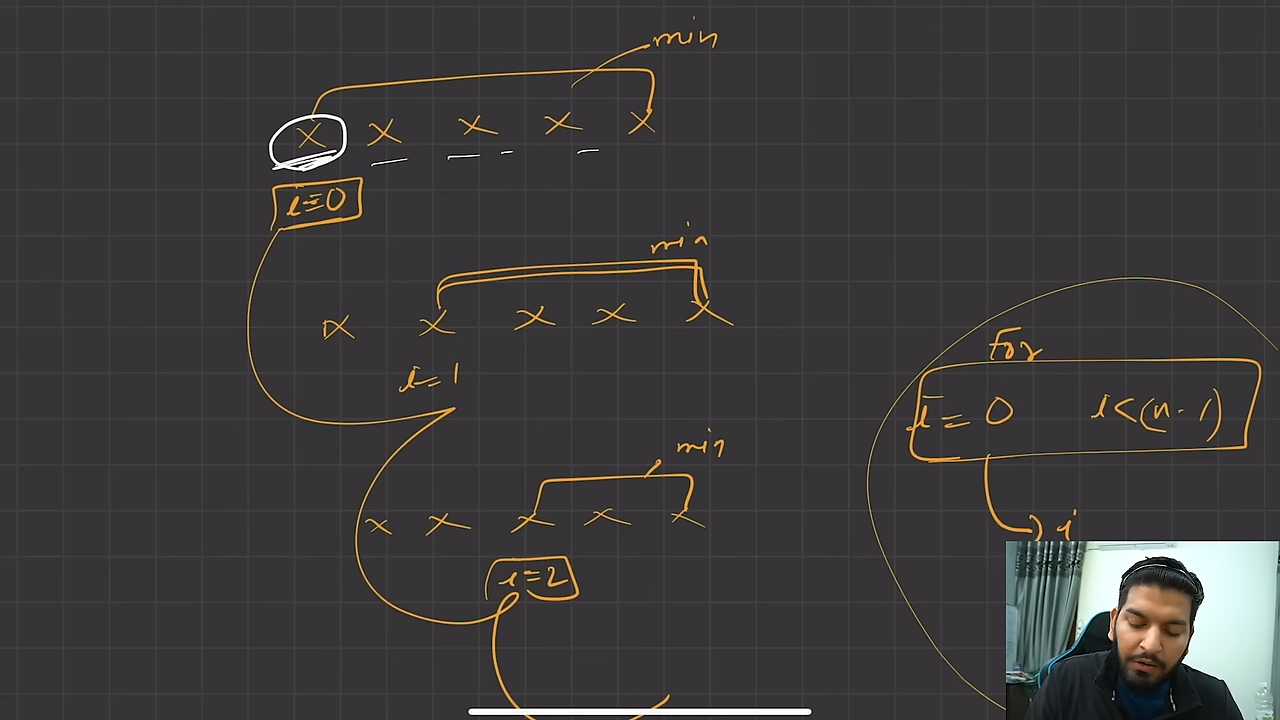 min
x x x x x
i=0
min
x x x x x
i=1
For
i=0 i<(n-1)
min
x x x x x
i
i=2